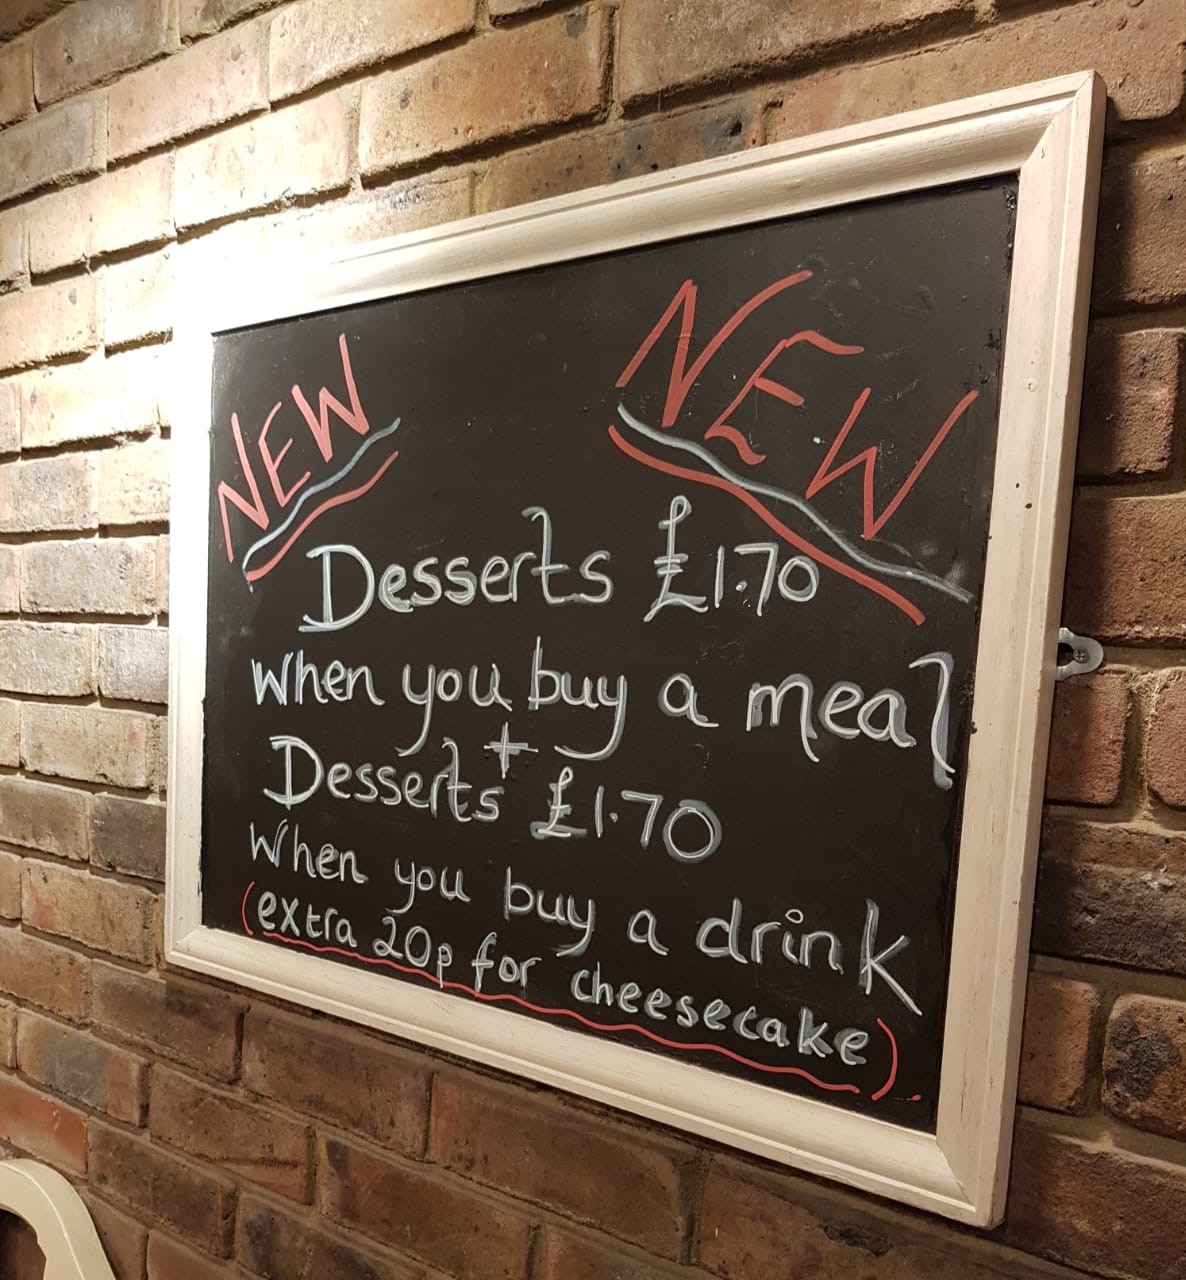 NEW
NEW
Desserts £1.70
When you buy a meal
+
Desserts £1.70
When you buy a drink
(extra 20p for cheesecake)